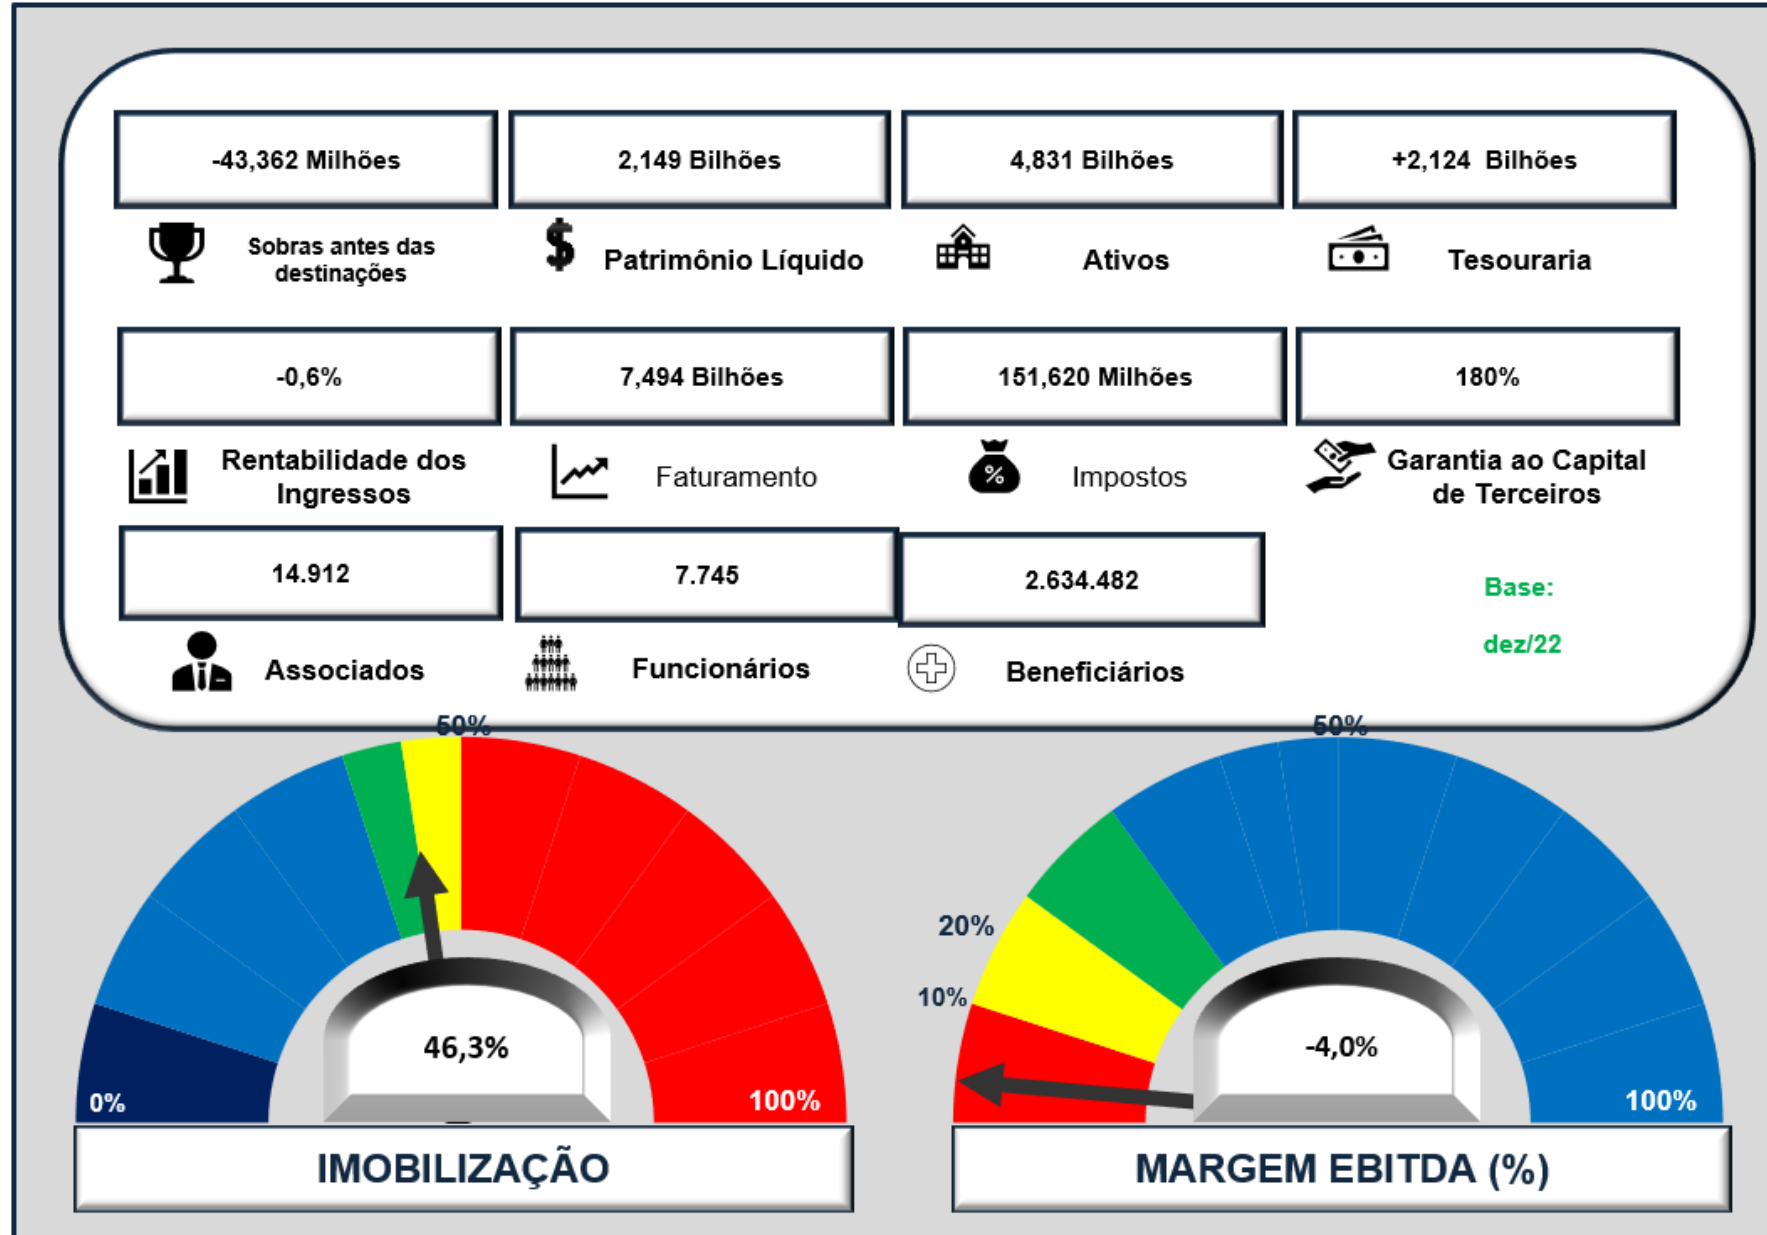 -43,362 Milhões
2,149 Bilhões
4,831 Bilhões
+2,124 Bilhões
Sobras antes das
destinações
$
Patrimônio Líquido
Ativos
Tesouraria
-0,6%
7,494 Bilhões
151,620 Milhões
180%
Rentabilidade dos
Ingressos
Faturamento
%
Impostos
Garantia ao Capital
de Terceiros
14.912
7.745
2.634.482
Base:
dez/22
Associados
Funcionários
Beneficiários
50%
0%
46,3%
100%
IMOBILIZAÇÃO
50%
20%
10%
-4,0%
100%
MARGEM EBITDA (%)